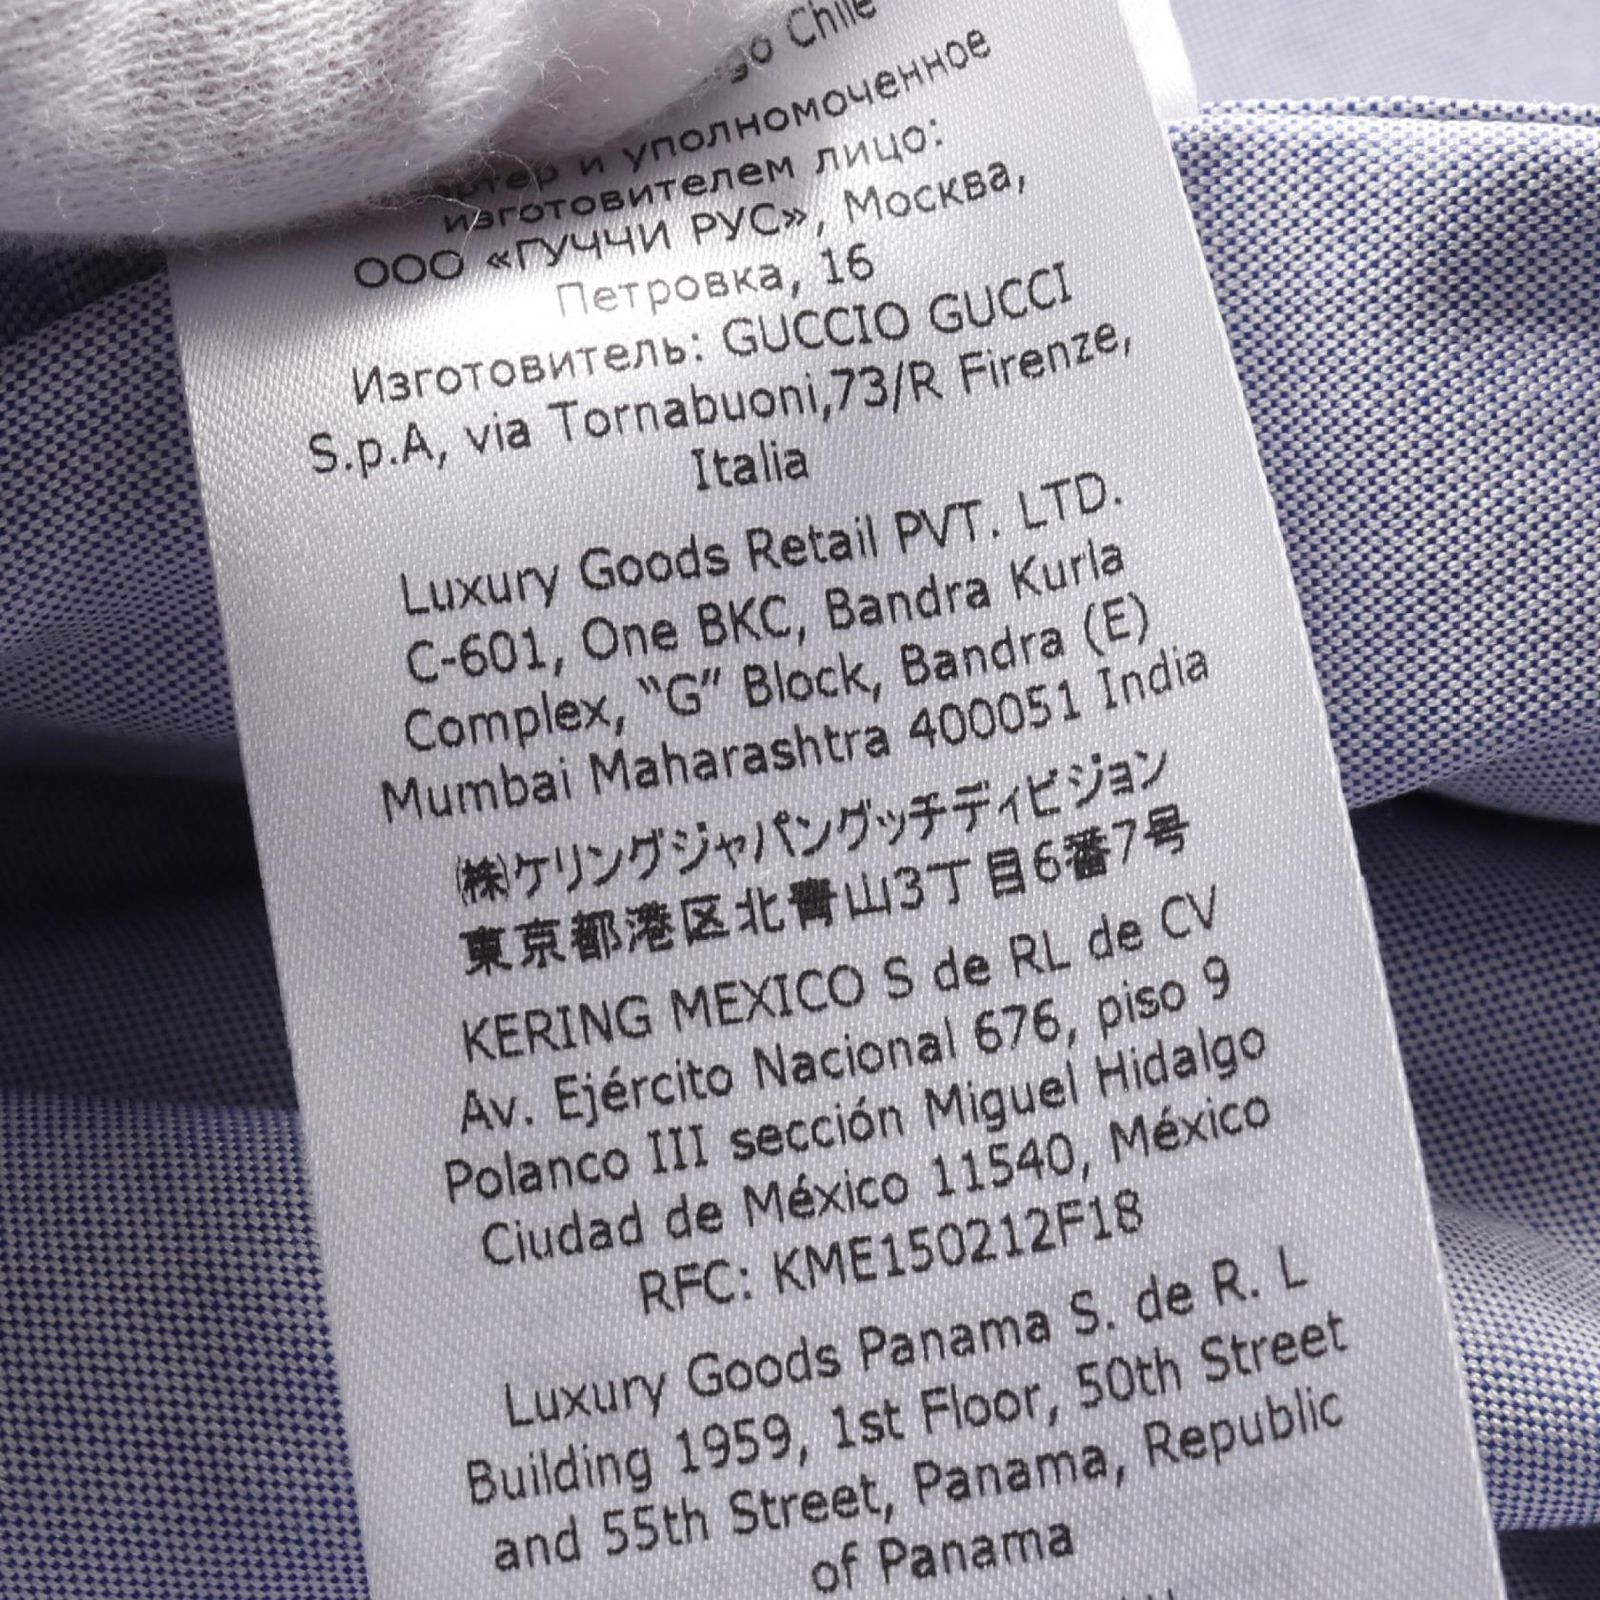 go Chile
и уполномоченное
изготовителем лицо:
ООО «ГУЧЧИ РУС», Москва,
Петровка, 16
Изготовитель: GUCCIO GUCCI
S.p.A, via Tornabuoni,73/R Firenze,
Italia
Luxury Goods Retail PVT. LTD.
C-601, One BKC, Bandra Kurla
Complex, “G” Block, Bandra (E)
Mumbai Maharashtra 400051 India
㈱ケリングジャパングッチディビジョン
東京都港区北青山3丁目6番7号
KERING MEXICO S de RL de CV
Av. Ejército Nacional 676, piso 9
Polanco III sección Miguel Hidalgo
Ciudad de México 11540, México
RFC: KME150212F18
Luxury Goods Panama S. de R. L
Building 1959, 1st Floor, 50th Street
and 55th Street, Panama, Republic
of Panama